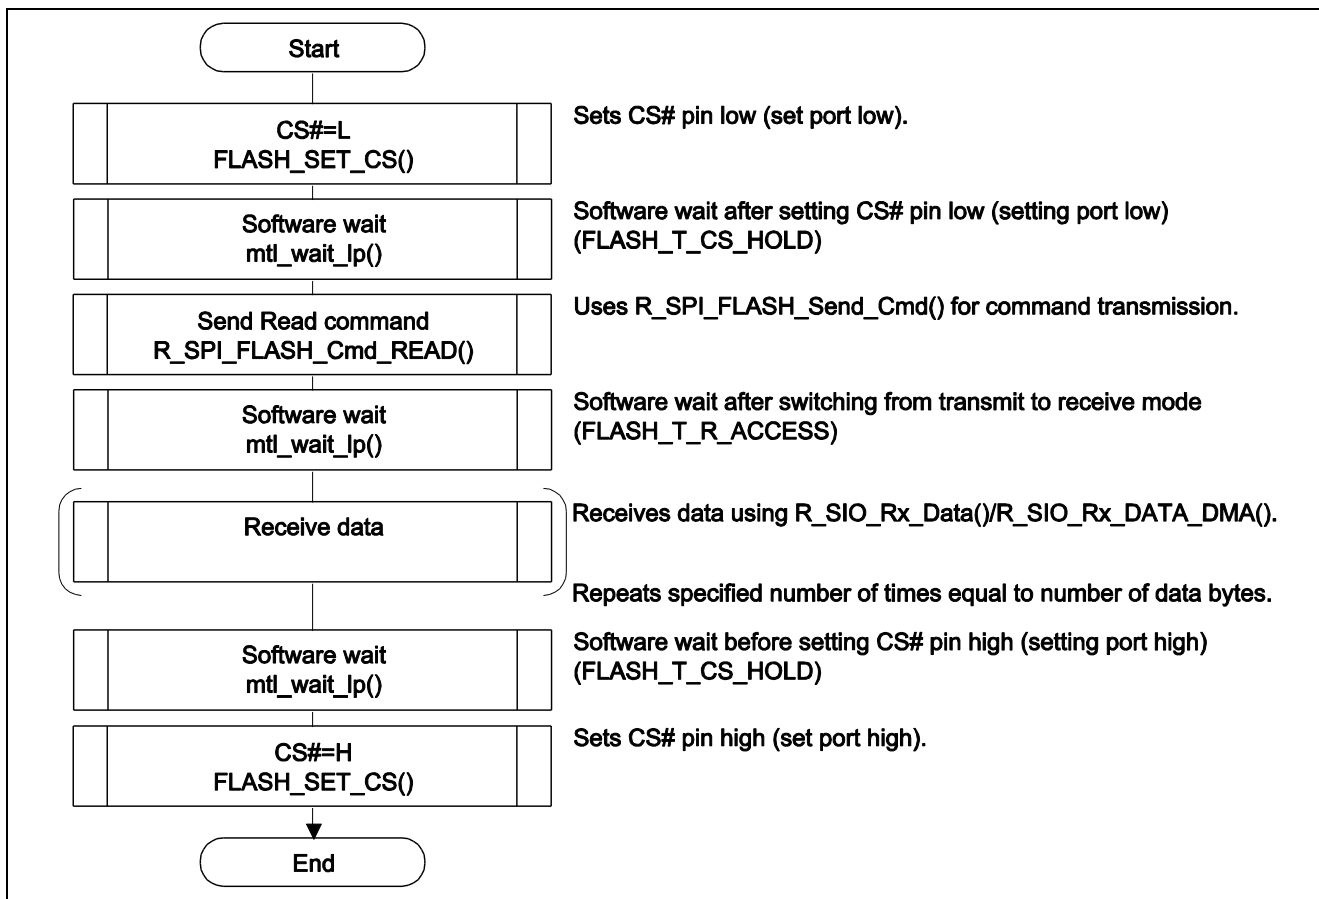 Start
CS#=L
FLASH_SET_CS()
Sets CS# pin low (set port low).
Software wait
mtl_wait_lp()
Software wait after setting CS# pin low (setting port low)
(FLASH_T_CS_HOLD)
Send Read command
R_SPI_FLASH_Cmd_READ()
Uses R_SPI_FLASH_Send_Cmd() for command transmission.
Software wait
mtl_wait_lp()
Software wait after switching from transmit to receive mode
(FLASH_T_R_ACCESS)
Receive data
Receives data using R_SIO_Rx_Data()/R_SIO_Rx_DATA_DMA().
Repeats specified number of times equal to number of data bytes.
Software wait
mtl_wait_lp()
Software wait before setting CS# pin high (setting port high)
(FLASH_T_CS_HOLD)
CS#=H
FLASH_SET_CS()
Sets CS# pin high (set port high).
End